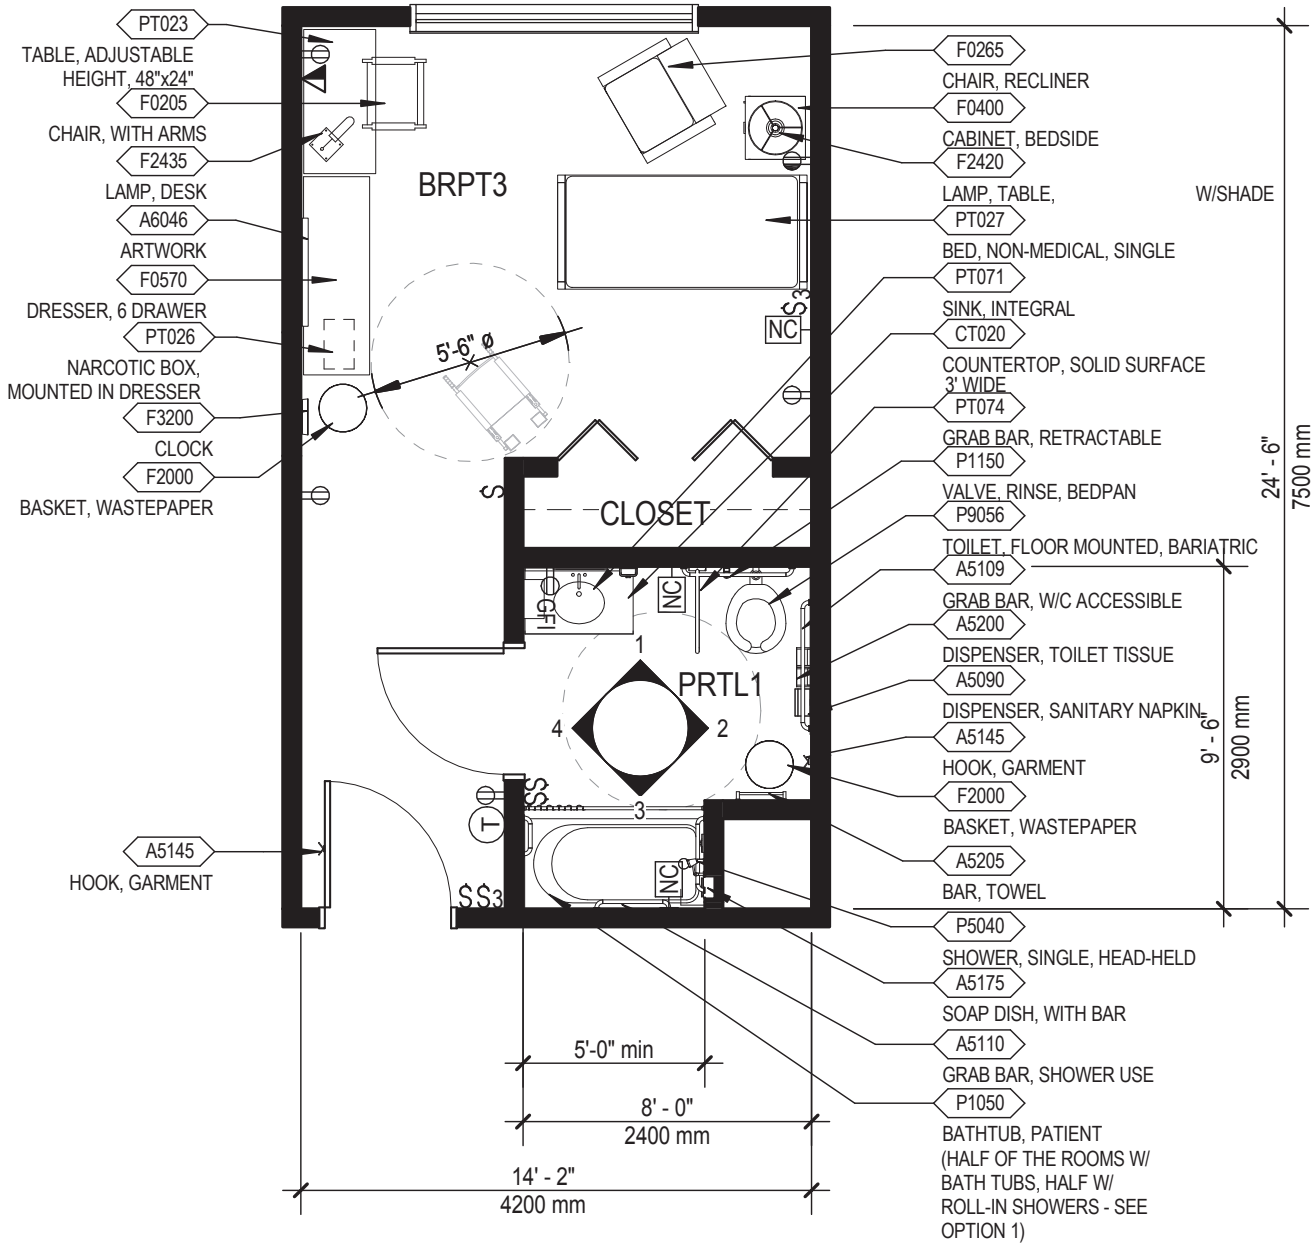 PT023
TABLE, ADJUSTABLE
HEIGHT, 48"x24"
F0205
CHAIR, WITH ARMS
F2435
LAMP, DESK
A6046
ARTWORK
F0570
DRESSER, 6 DRAWER
PT026
NARCOTIC BOX,
MOUNTED IN DRESSER
F3200
CLOCK
F2000
BASKET, WASTEPAPER
A5145
HOOK, GARMENT
BRPT3
5'-6" ø
$3
NC
$
CLOSET
GFI
NC
1
PRTL1
4
2
3
$$
T
NC
$$3
F0265
CHAIR, RECLINER
F0400
CABINET, BEDSIDE
F2420
LAMP, TABLE, W/SHADE
PT027
BED, NON-MEDICAL, SINGLE
PT071
SINK, INTEGRAL
CT020
COUNTERTOP, SOLID SURFACE
3' WIDE
PT074
GRAB BAR, RETRACTABLE
P1150
VALVE, RINSE, BEDPAN
P9056
TOILET, FLOOR MOUNTED, BARIATRIC
A5109
GRAB BAR, W/C ACCESSIBLE
A5200
DISPENSER, TOILET TISSUE
A5090
DISPENSER, SANITARY NAPKIN
A5145
HOOK, GARMENT
F2000
BASKET, WASTEPAPER
A5205
BAR, TOWEL
P5040
SHOWER, SINGLE, HEAD-HELD
A5175
SOAP DISH, WITH BAR
A5110
GRAB BAR, SHOWER USE
P1050
BATHTUB, PATIENT
(HALF OF THE ROOMS W/
BATH TUBS, HALF W/
ROLL-IN SHOWERS - SEE
OPTION 1)
24' - 6"
7500 mm
9' - 6"
2900 mm
5'-0" min
8' - 0"
2400 mm
14' - 2"
4200 mm